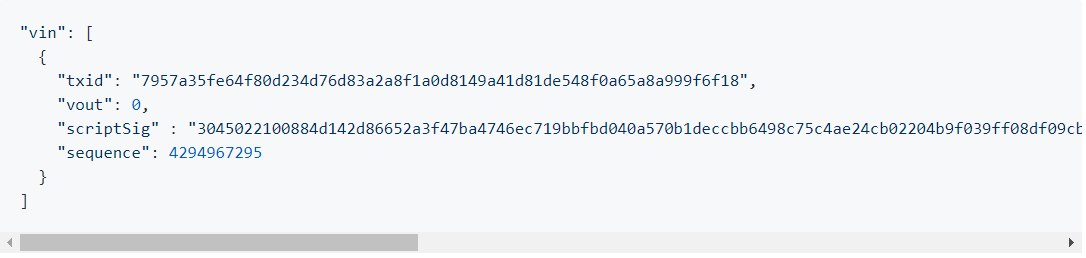 "vin": [
{
"txid": "7957a35fe64f80d234d76d83a2a8f1a0d8149a41d81de548f0a65a8a999f6f18",
"vout": 0,
"scriptSig" : "3045022100884d142d86652a3f47ba4746ec719bbfbd040a570b1deccbb6498c75c4ae24cb02204b9f039ff08df09cb
"sequence": 4294967295
}
]